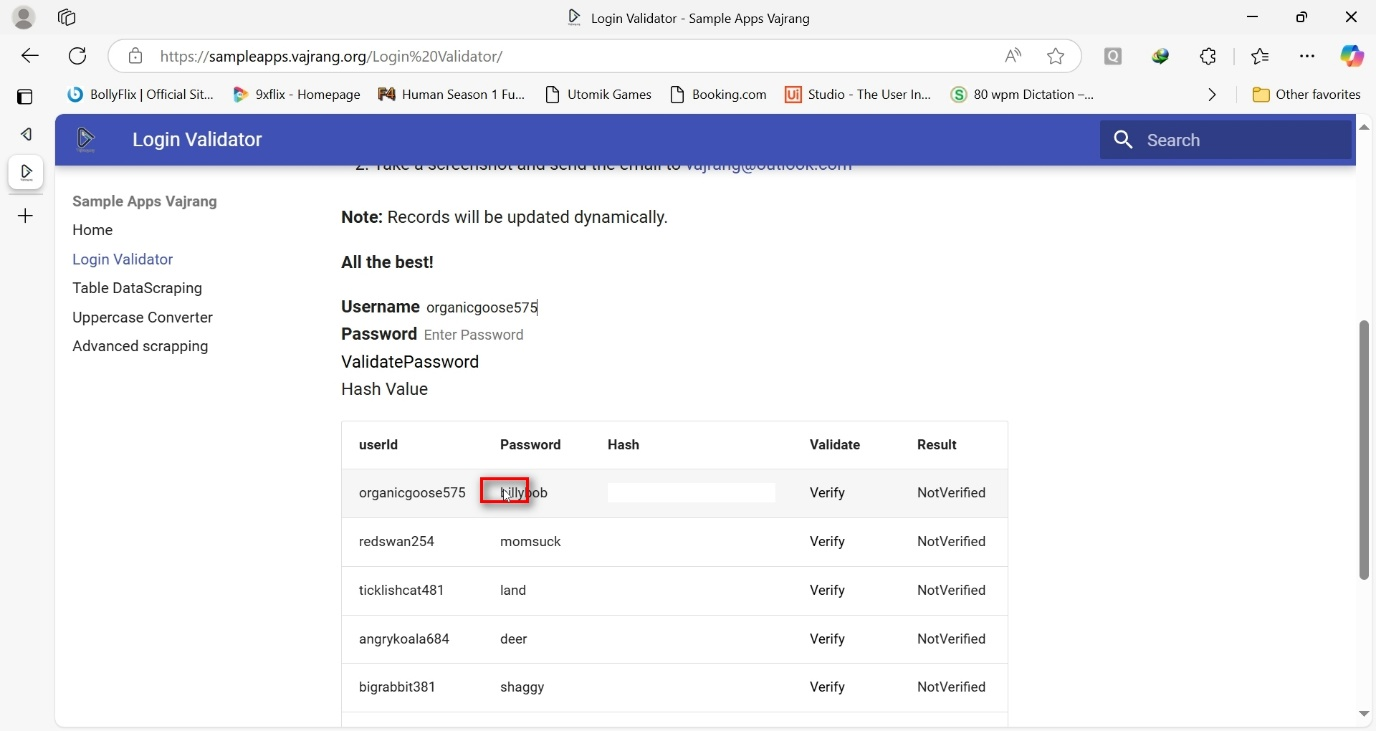 Login Validator - Sample Apps Vajrang
https://sampleapps.vajrang.org/Login%20Validator/
BollyFlix | Official Sit... 9xflix - Homepage Human Season 1 Fu... Utomik Games Booking.com Studio - The User In... 80 wpm Dictation –... Other favorites
Login Validator Search
2. Take a screenshot and send the email to vajrang@outlook.com
Sample Apps Vajrang
Home
Login Validator
Table DataScraping
Uppercase Converter
Advanced scrapping
Note: Records will be updated dynamically.
All the best!
Username organicgoose575
Password Enter Password
ValidatePassword
Hash Value
userId Password Hash Validate Result
organicgoose575 billybob Verify NotVerified
redswan254 momsuck Verify NotVerified
ticklishcat481 land Verify NotVerified
angrykoala684 deer Verify NotVerified
bigrabbit381 shaggy Verify NotVerified